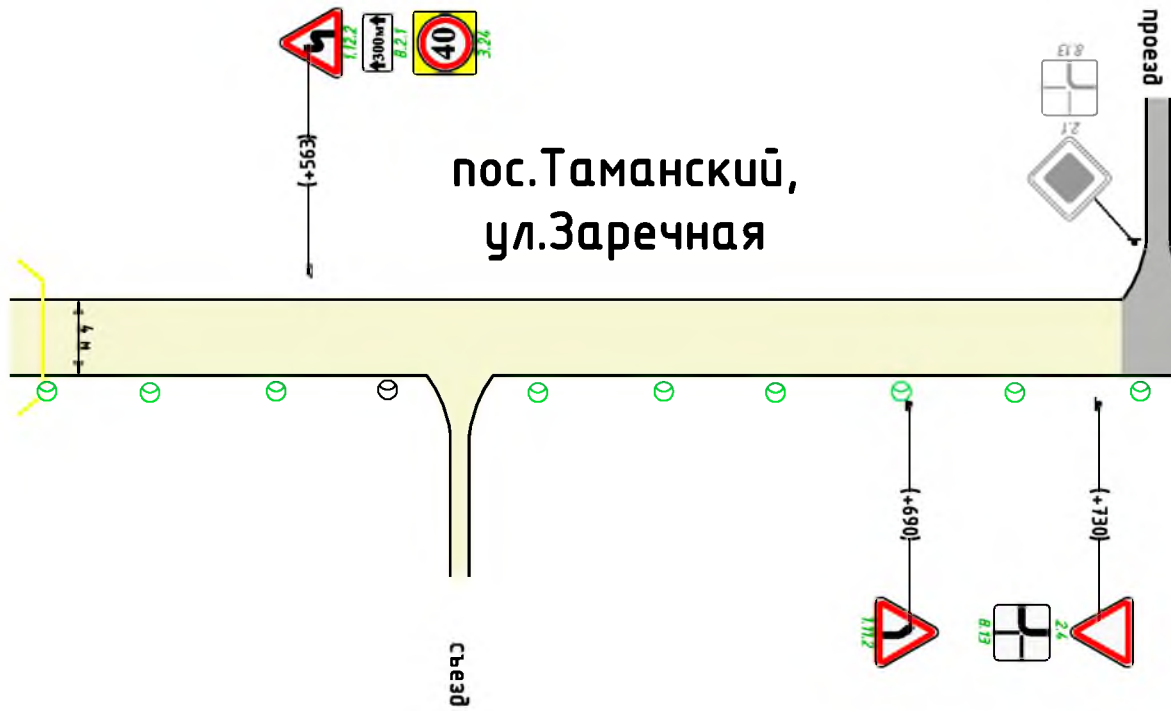 1.12.2
300м
8.2.1
40
3.24
проезд
8.13
2.1
(+563)
пос.Таманский,
ул.Заречная
4 м
(+690)
(+730)
1.11.2
8.13
2.4
съезд